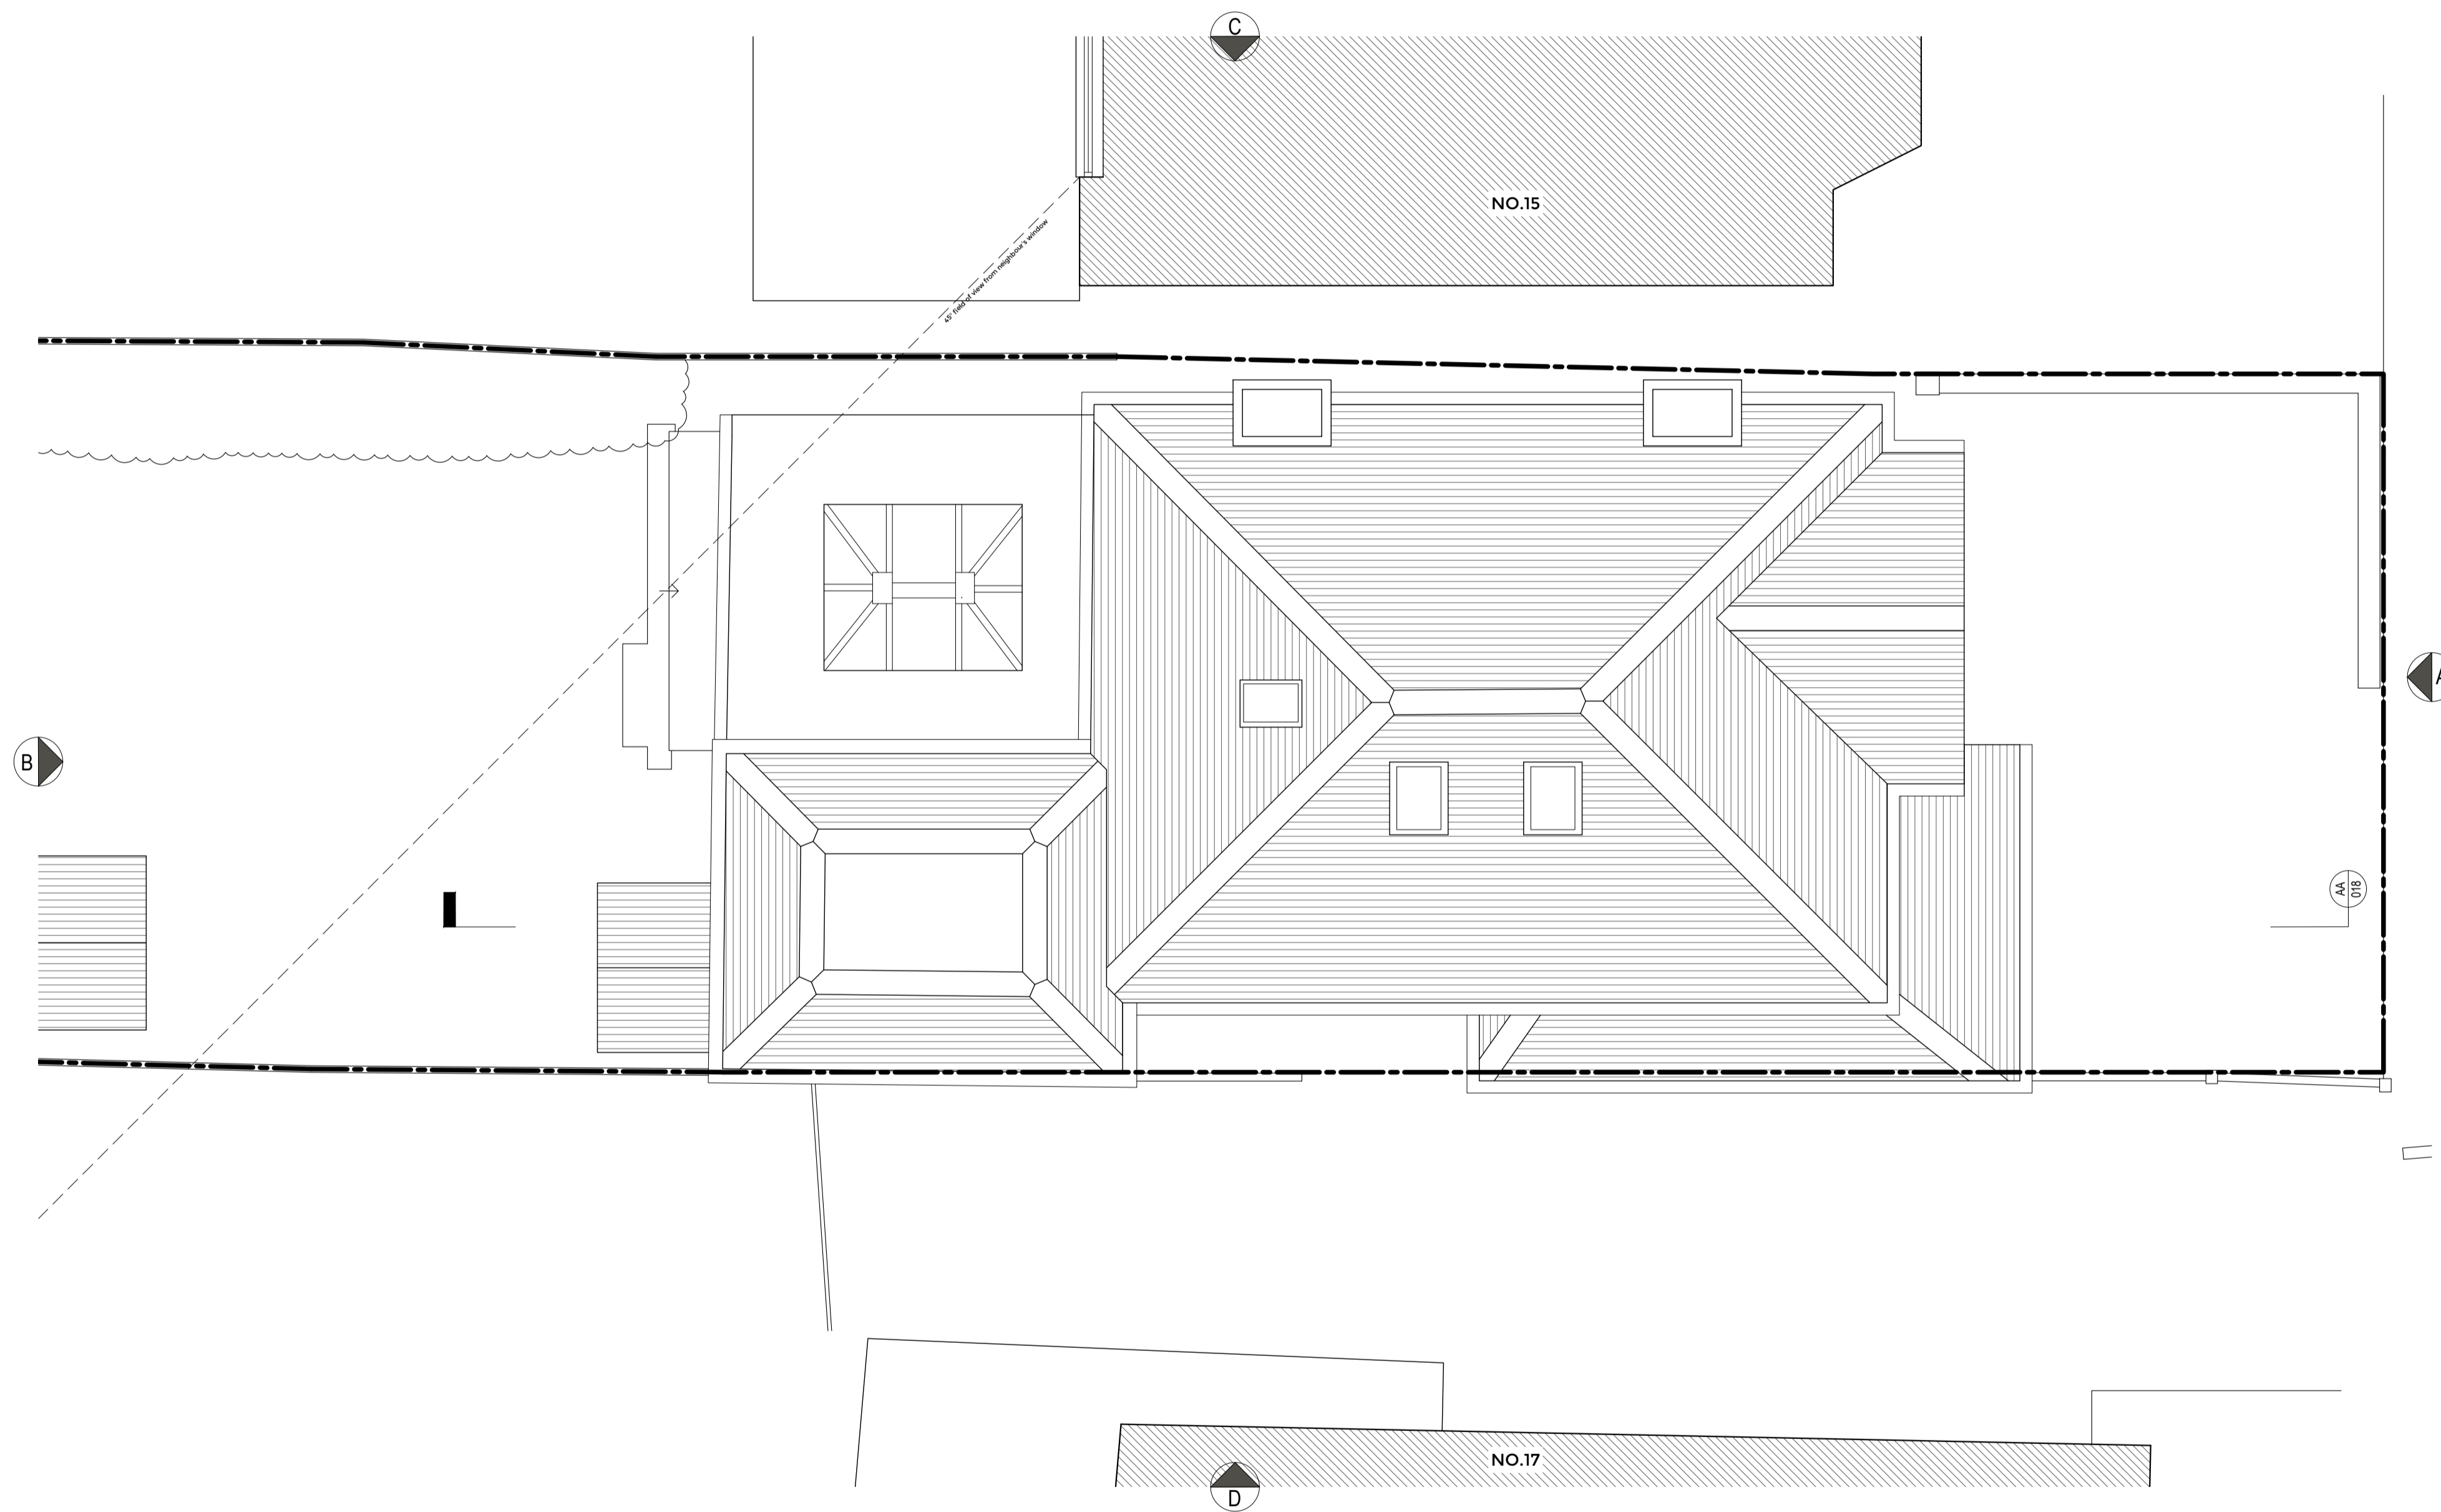 C
NO.15
45° field of view from neighbour's window
A
B
AA
018
NO.17
D